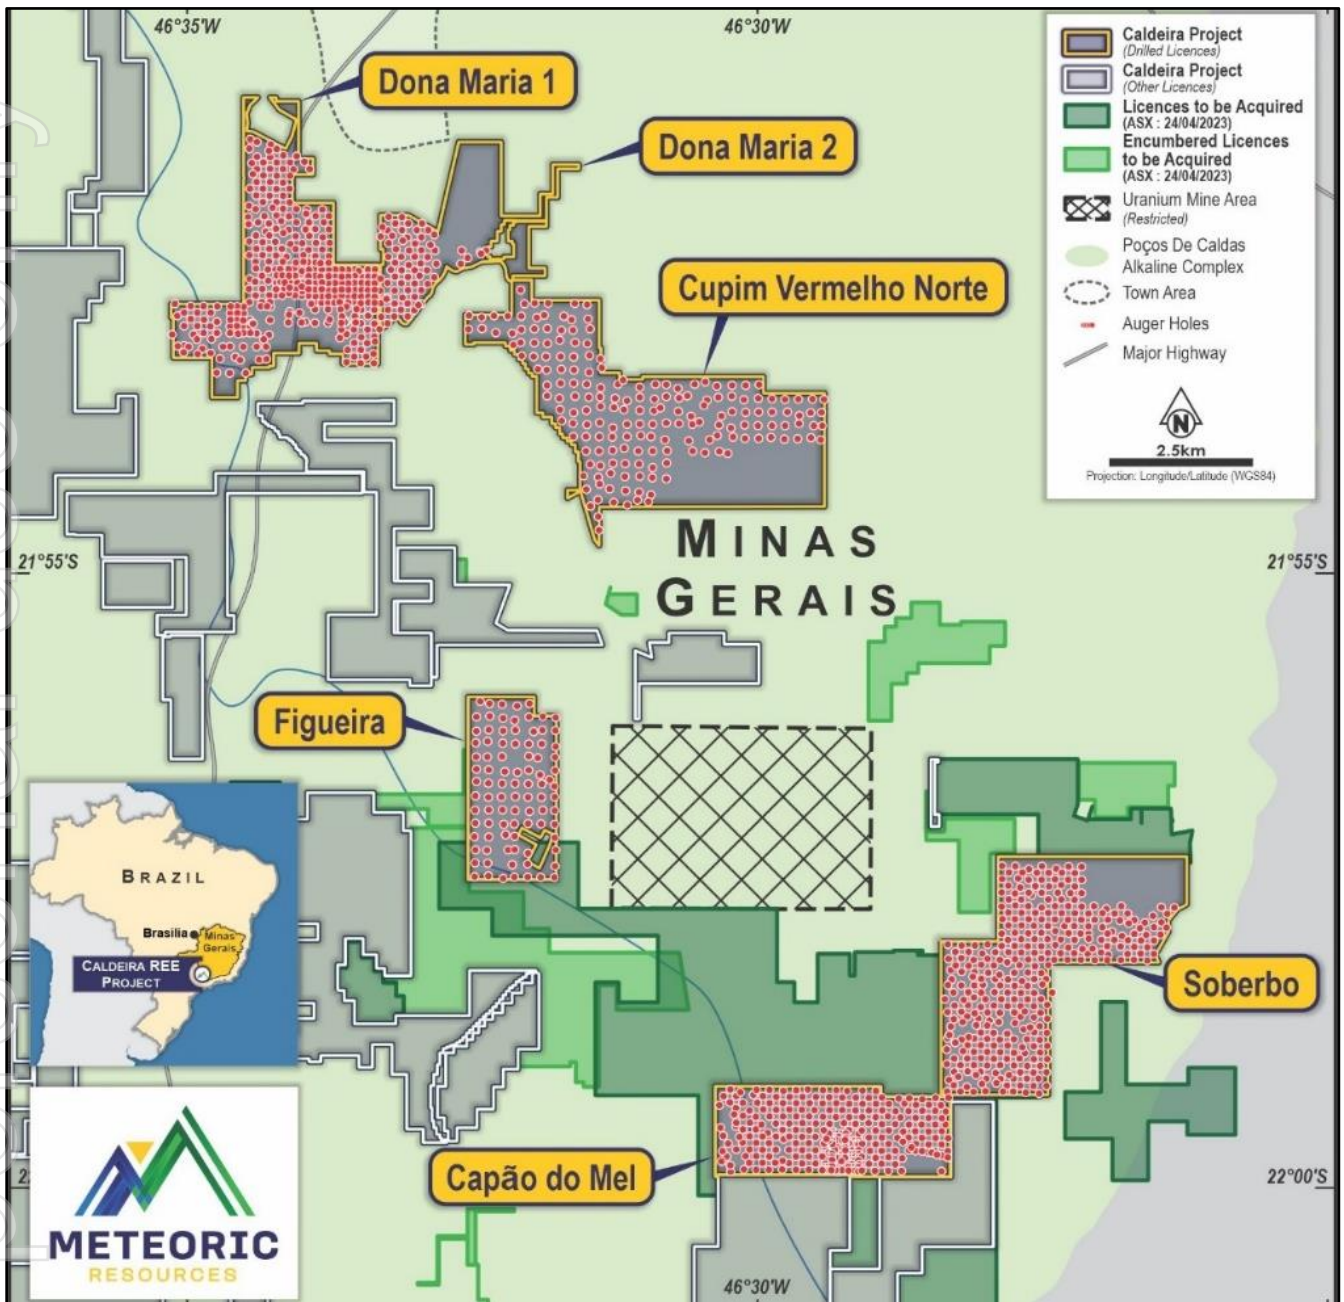 46°35'W
46°30'W
Dona Maria 1
Dona Maria 2
Cupim Vermelho Norte
Caldeira Project
(Drilled Licences)
Caldeira Project
(Other Licences)
Licences to be Acquired
(ASX : 24/04/2023)
Encumbered Licences
to be Acquired
(ASX : 24/04/2023)
Uranium Mine Area
(Restricted)
Poços De Caldas
Alkaline Complex
Town Area
Auger Holes
Major Highway
N
2.5km
Projection: Longitude/Latitude (WGS84)
MINAS
GERAIS
21°55'S
21°55'S
Figueira
BRAZIL
Brasilia
Minas
Gerais
CALDEIRA REE
PROJECT
Soberbo
Capão do Mel
22°00'S
METEORIC
RESOURCES
46°30'W